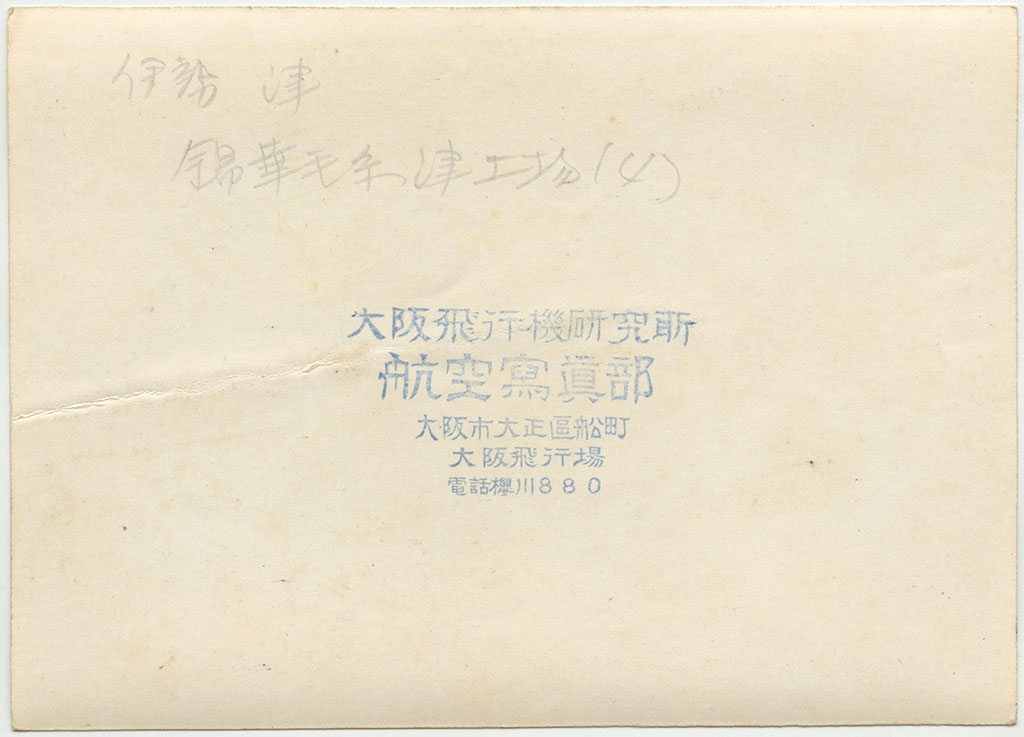 伊勢 津
錦華毛糸津工場(4)
大阪飛行機研究所
航空寫眞部
大阪市大正區船町
大阪飛行場
電話櫻川880